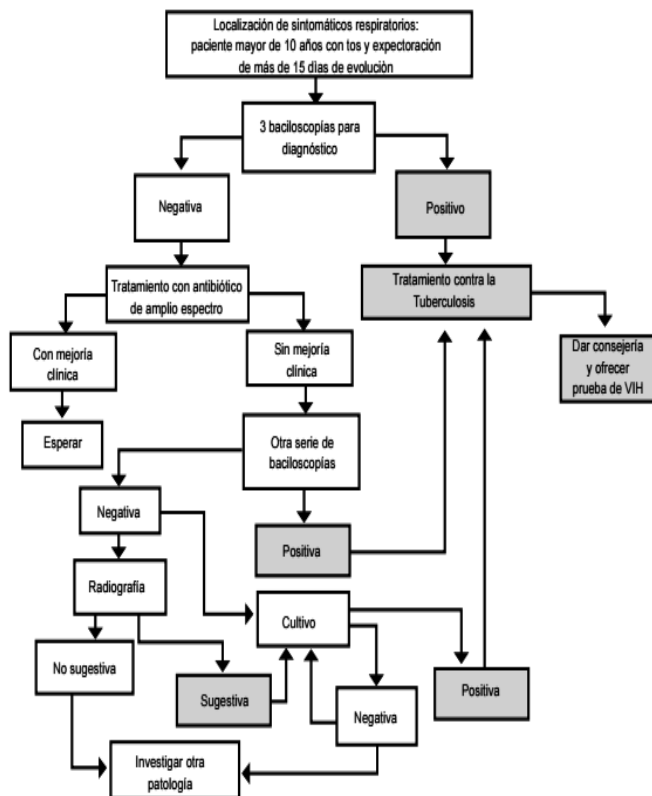 Localización de sintomáticos respiratorios:
paciente mayor de 10 años con tos y expectoración
de más de 15 dìas de evoluciòn
3 baciloscopías para
diagnóstico
Negativa
Positivo
Tratamiento con antibiótico
de amplio espectro
Tratamiento contra la
Tuberculosis
Con mejoría
clínica
Sin mejoría
clínica
Dar consejería
y ofrecer
prueba de VIH
Esperar
Otra serie de
baciloscopías
Negativa
Positiva
Radiografía
Cultivo
No sugestiva
Sugestiva
Positiva
Negativa
Investigar otra
patología